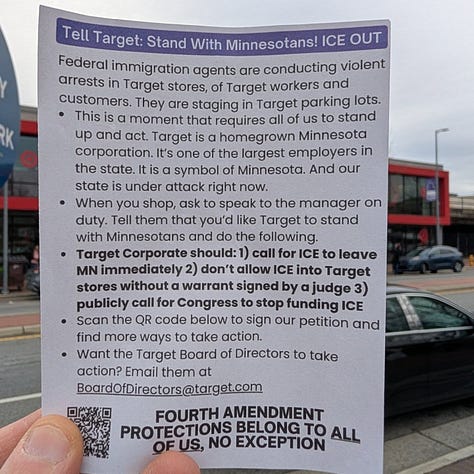 Tell Target: Stand With Minnesotans! ICE OUT
Federal immigration agents are conducting violent
arrests in Target stores, of Target workers and
customers. They are staging in Target parking lots.
• This is a moment that requires all of us to stand
up and act. Target is a homegrown Minnesota
corporation. It's one of the largest employers in
the state. It is a symbol of Minnesota. And our
state is under attack right now.
• When you shop, ask to speak to the manager on
duty. Tell them that you'd like Target to stand
with Minnesotans and do the following.
• Target Corporate should: 1) call for ICE to leave
MN immediately 2) don't allow ICE into Target
stores without a warrant signed by a judge 3)
publicly call for Congress to stop funding ICE
• Scan the QR code below to sign our petition and
find more ways to take action.
• Want the Target Board of Directors to take
action? Email them at
BoardOfDirectors@target.com
FOURTH AMENDMENT
PROTECTIONS BELONG TO ALL
OF US, NO EXCEPTION